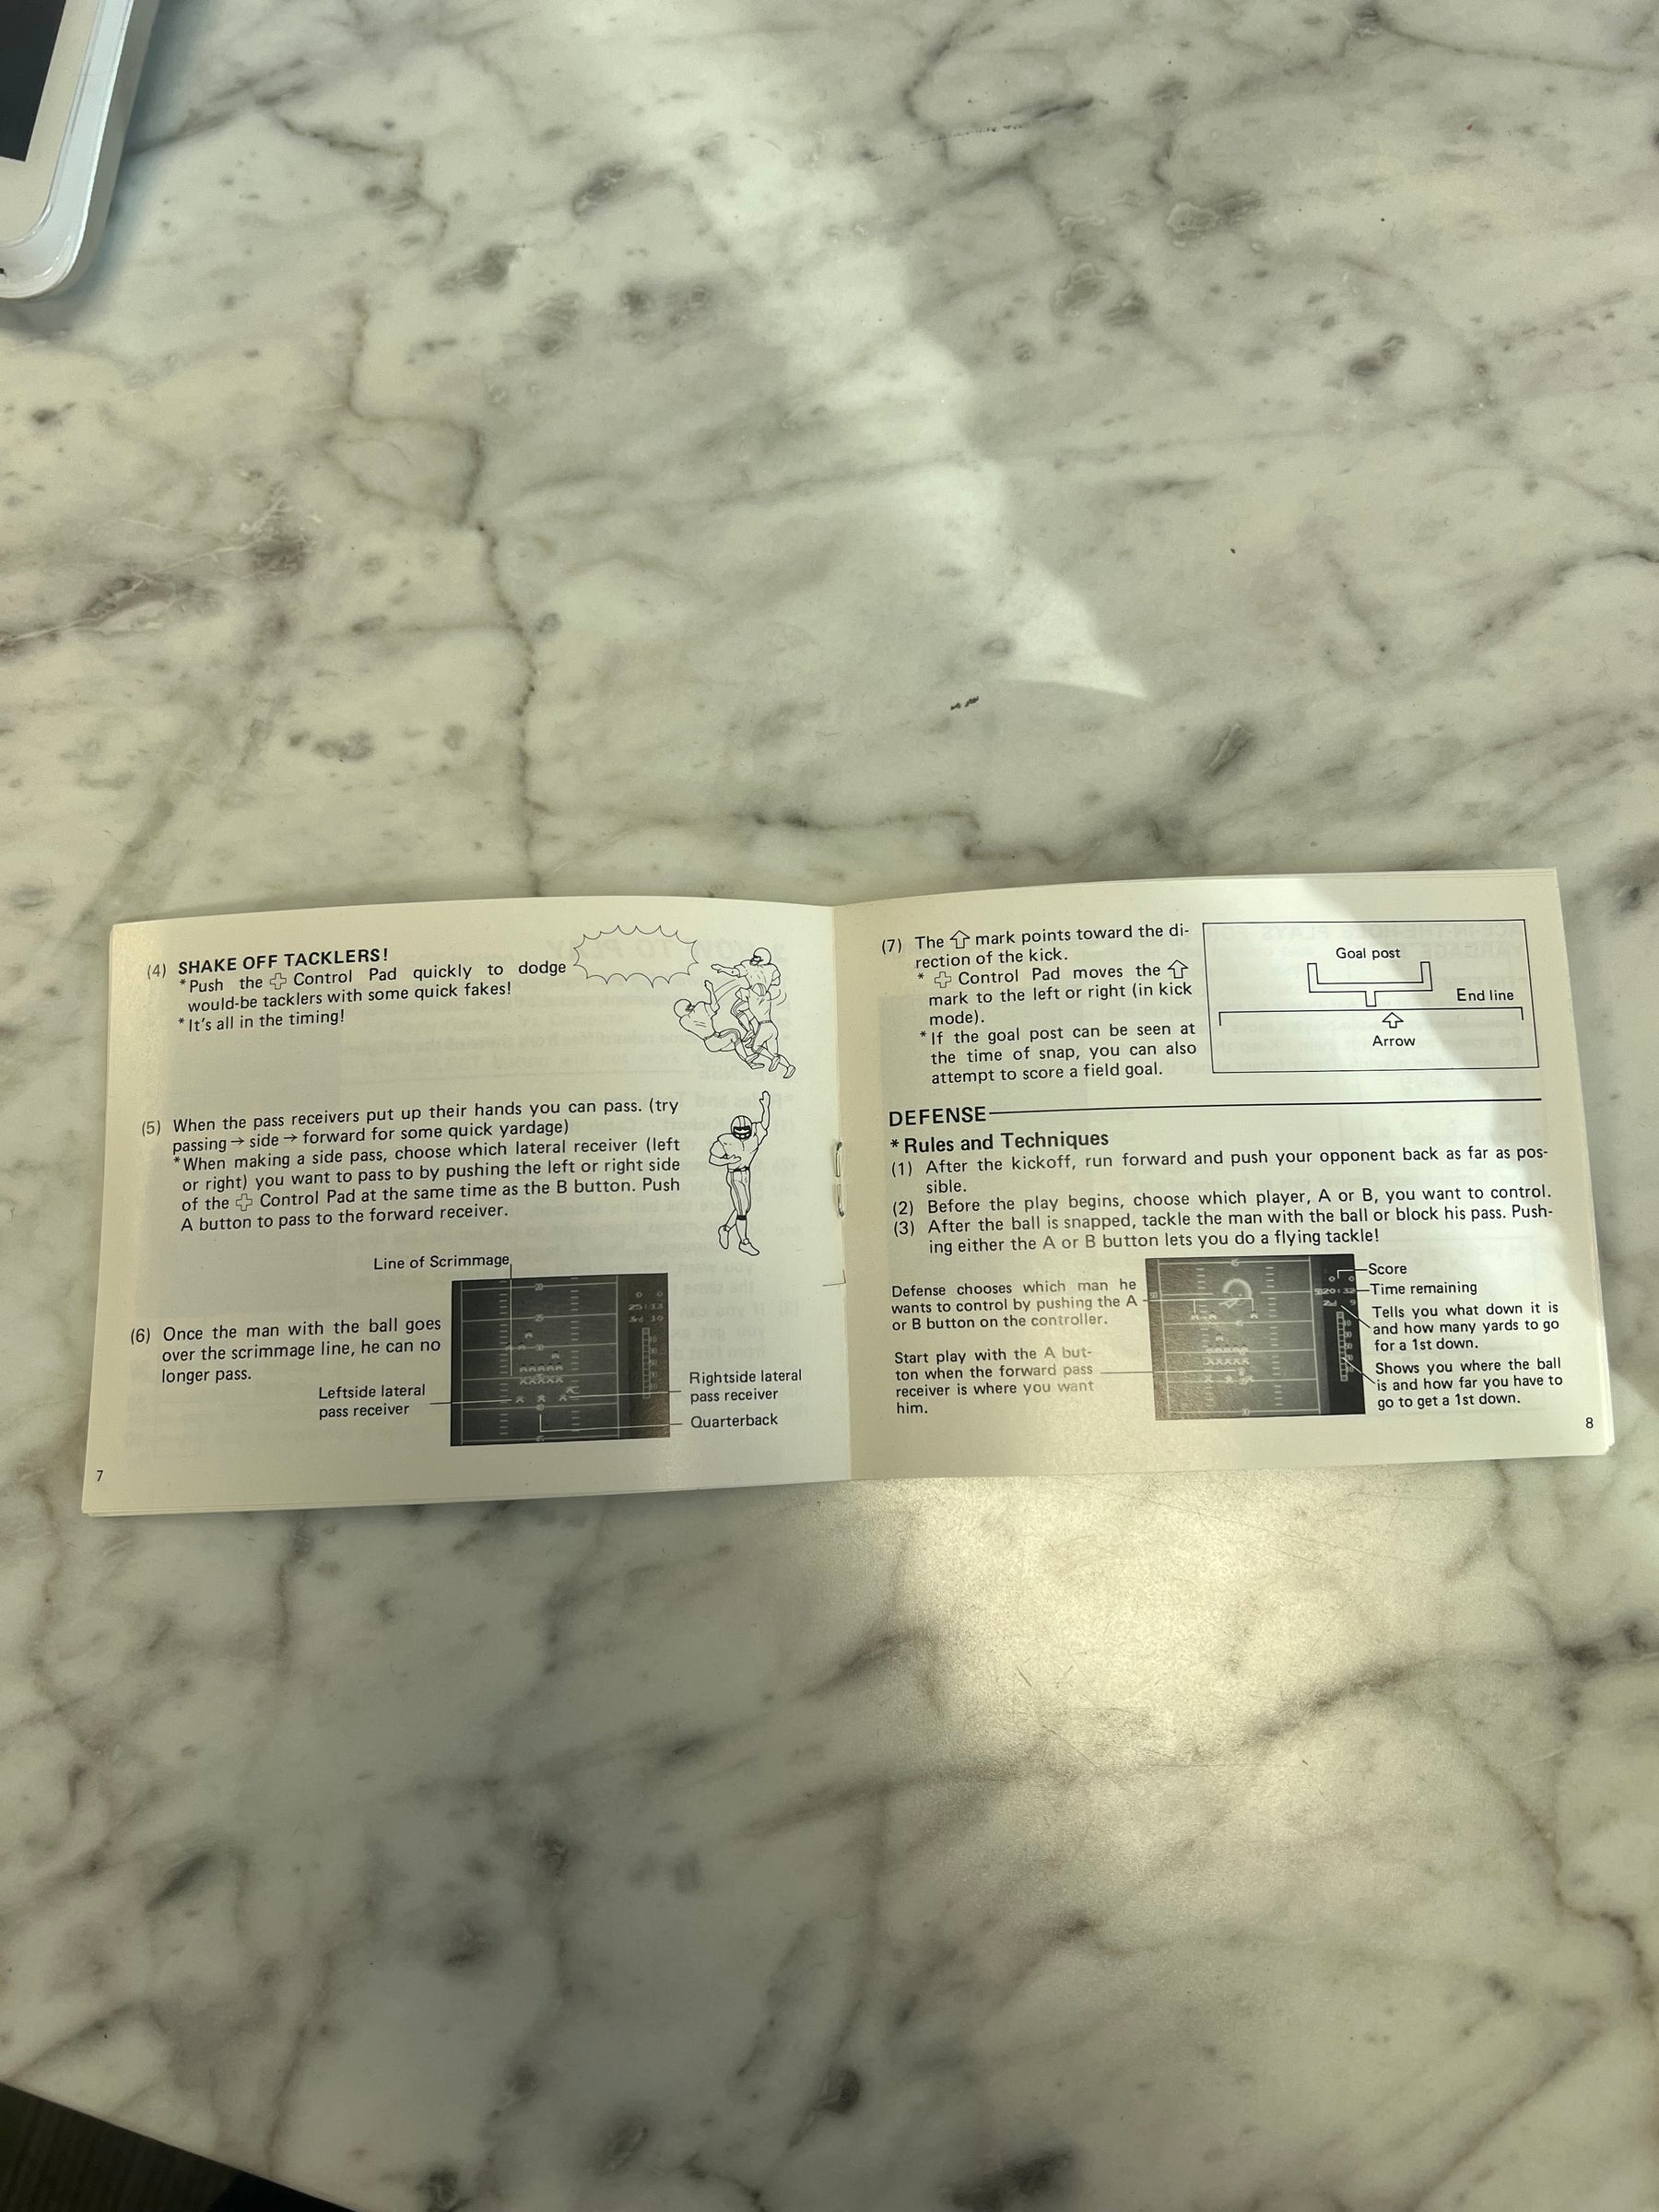 (4) SHAKE OFF TACKLERS!
*Push the Control Pad quickly to dodge
would-be tacklers with some quick fakes!
*It's all in the timing!
(5) When the pass receivers put up their hands you can pass. (try
passing → side → forward for some quick yardage)
*When making a side pass, choose which lateral receiver (left
or right) you want to pass to by pushing the left or right side
of the Control Pad at the same time as the B button. Push
A button to pass to the forward receiver.
Line of Scrimmage
(6) Once the man with the ball goes
over the scrimmage line, he can no
longer pass.
Leftside lateral
pass receiver
Rightside lateral
pass receiver
Quarterback
7
(7) The ⇧ mark points toward the di-
rection of the kick.
* Control Pad moves the ⇧
mark to the left or right (in kick
mode).
*If the goal post can be seen at
the time of snap, you can also
attempt to score a field goal.
Goal post
End line
Arrow
DEFENSE
*Rules and Techniques
(1) After the kickoff, run forward and push your opponent back as far as pos-
sible.
(2) Before the play begins, choose which player, A or B, you want to control.
(3) After the ball is snapped, tackle the man with the ball or block his pass. Push-
ing either the A or B button lets you do a flying tackle!
Defense chooses which man he
wants to control by pushing the A
or B button on the controller.
Start play with the A but-
ton when the forward pass
receiver is where you want
him.
Score
Time remaining
Tells you what down it is
and how many yards to go
for a 1st down.
Shows you where the ball
is and how far you have to
go to get a 1st down.
8